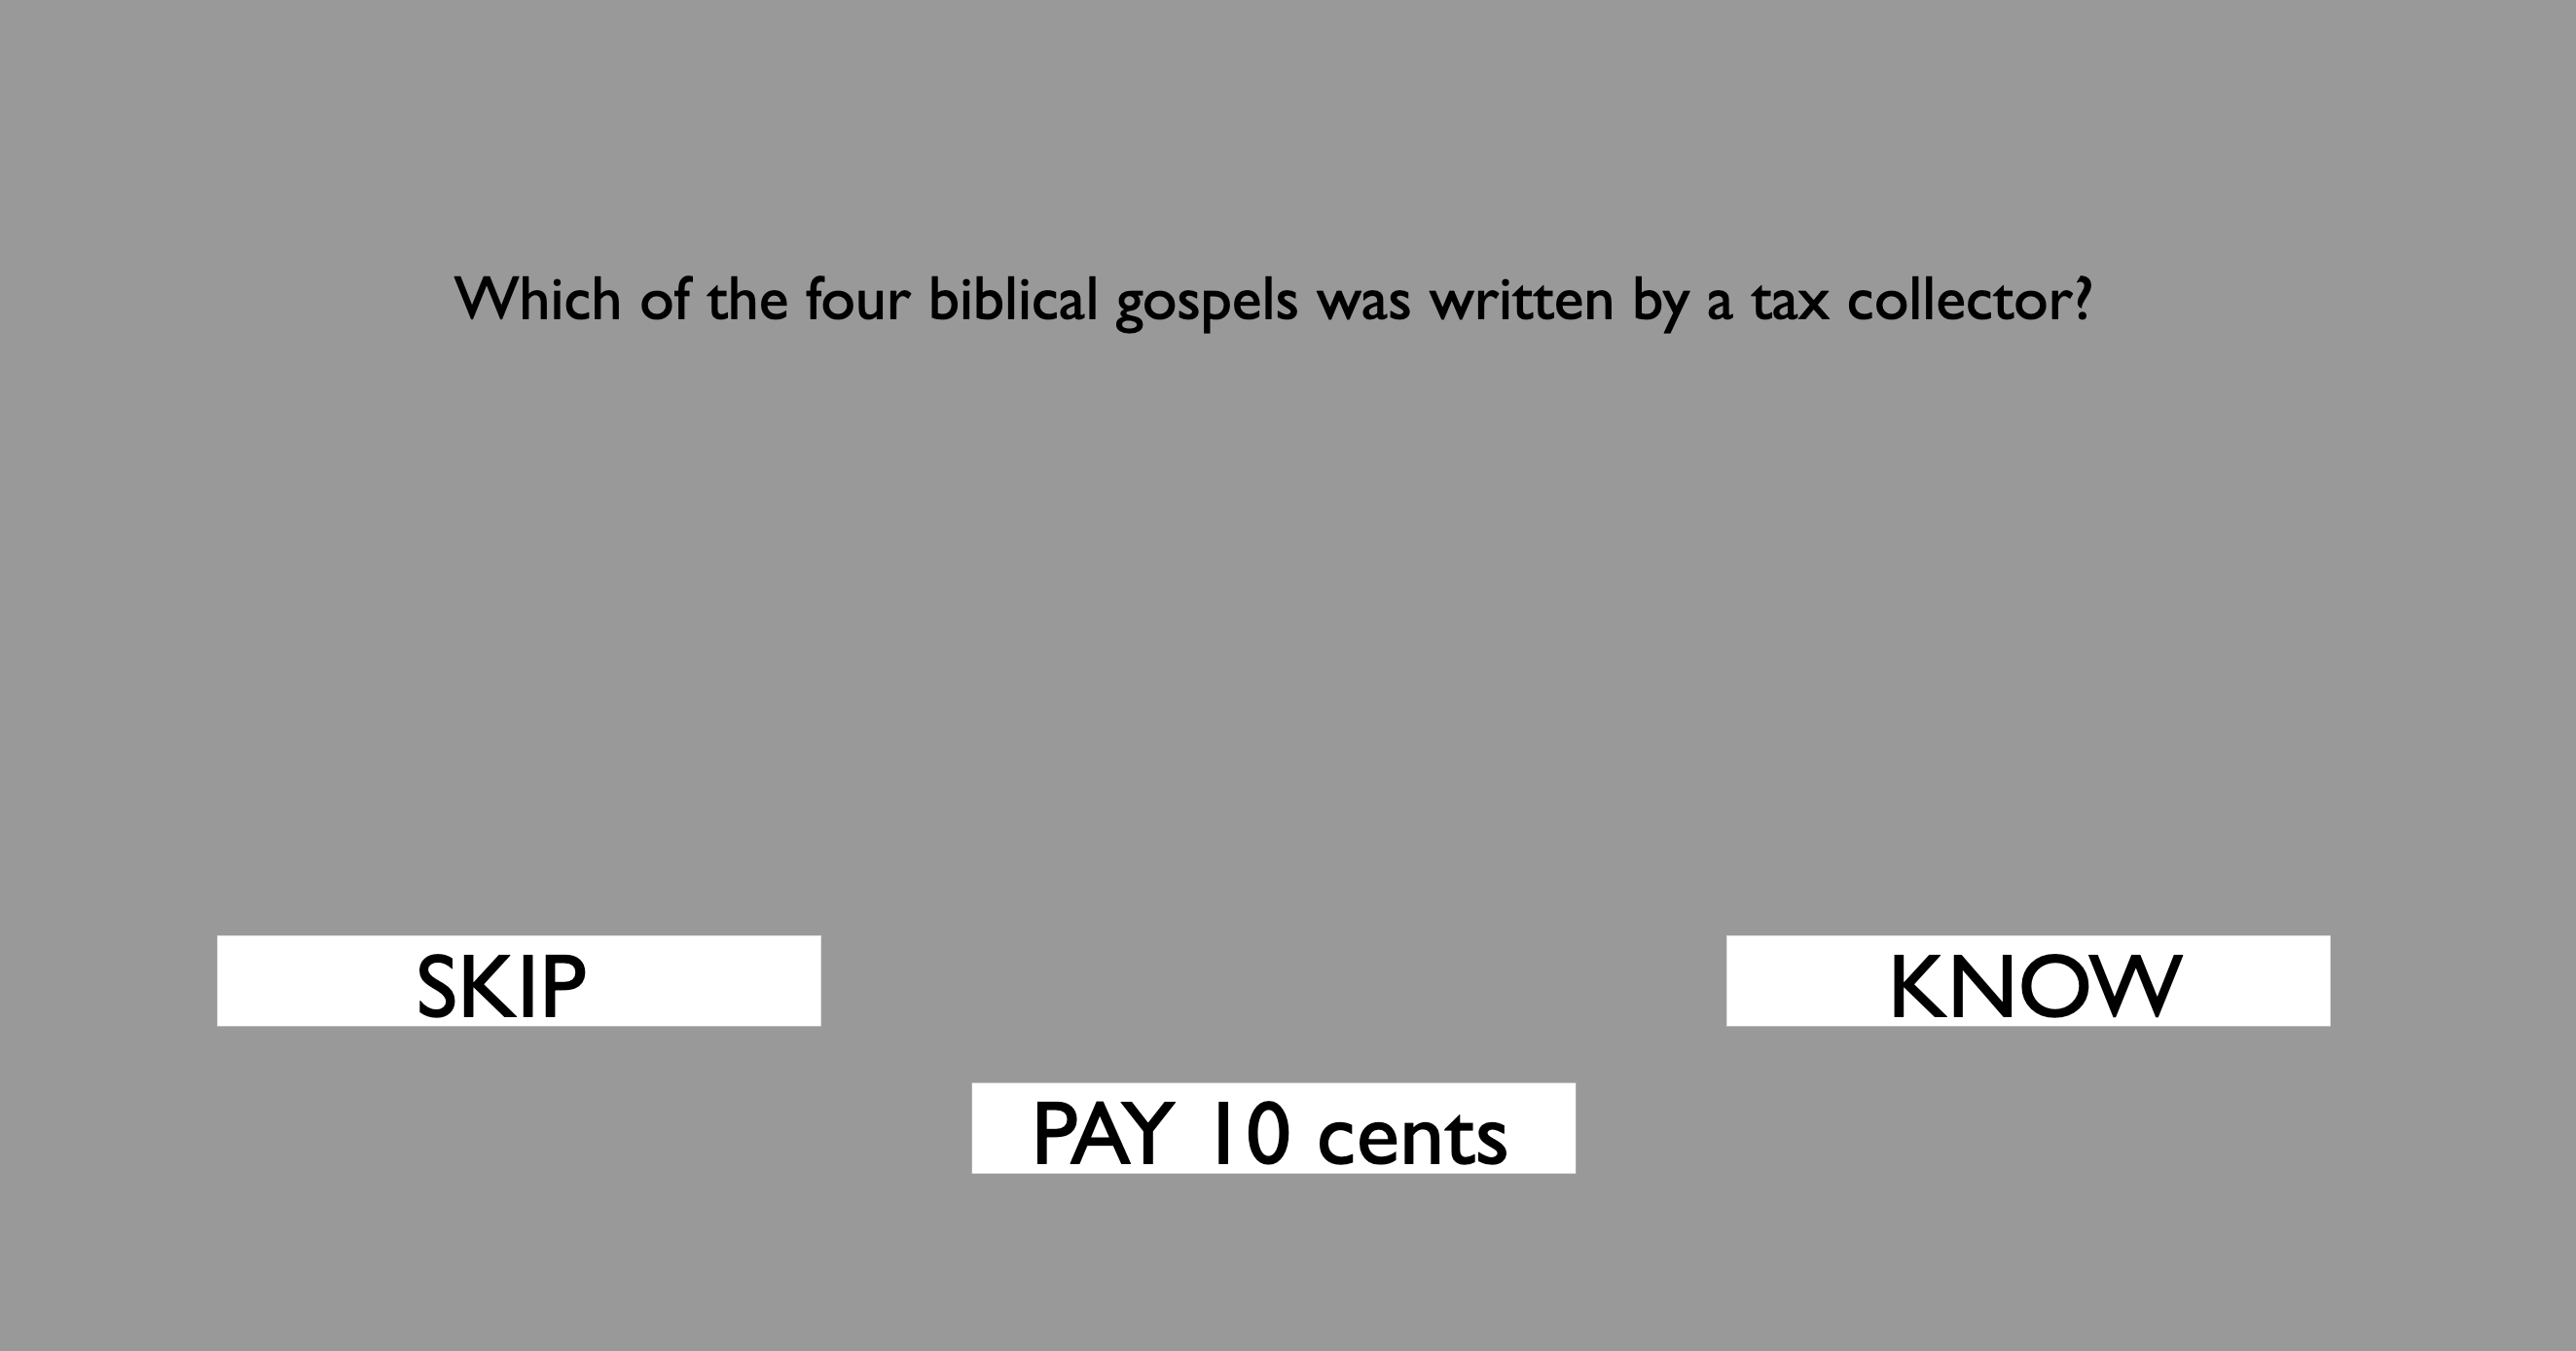 Which of the four biblical gospels was written by a tax collector?
SKIP
KNOW
PAY 10 cents